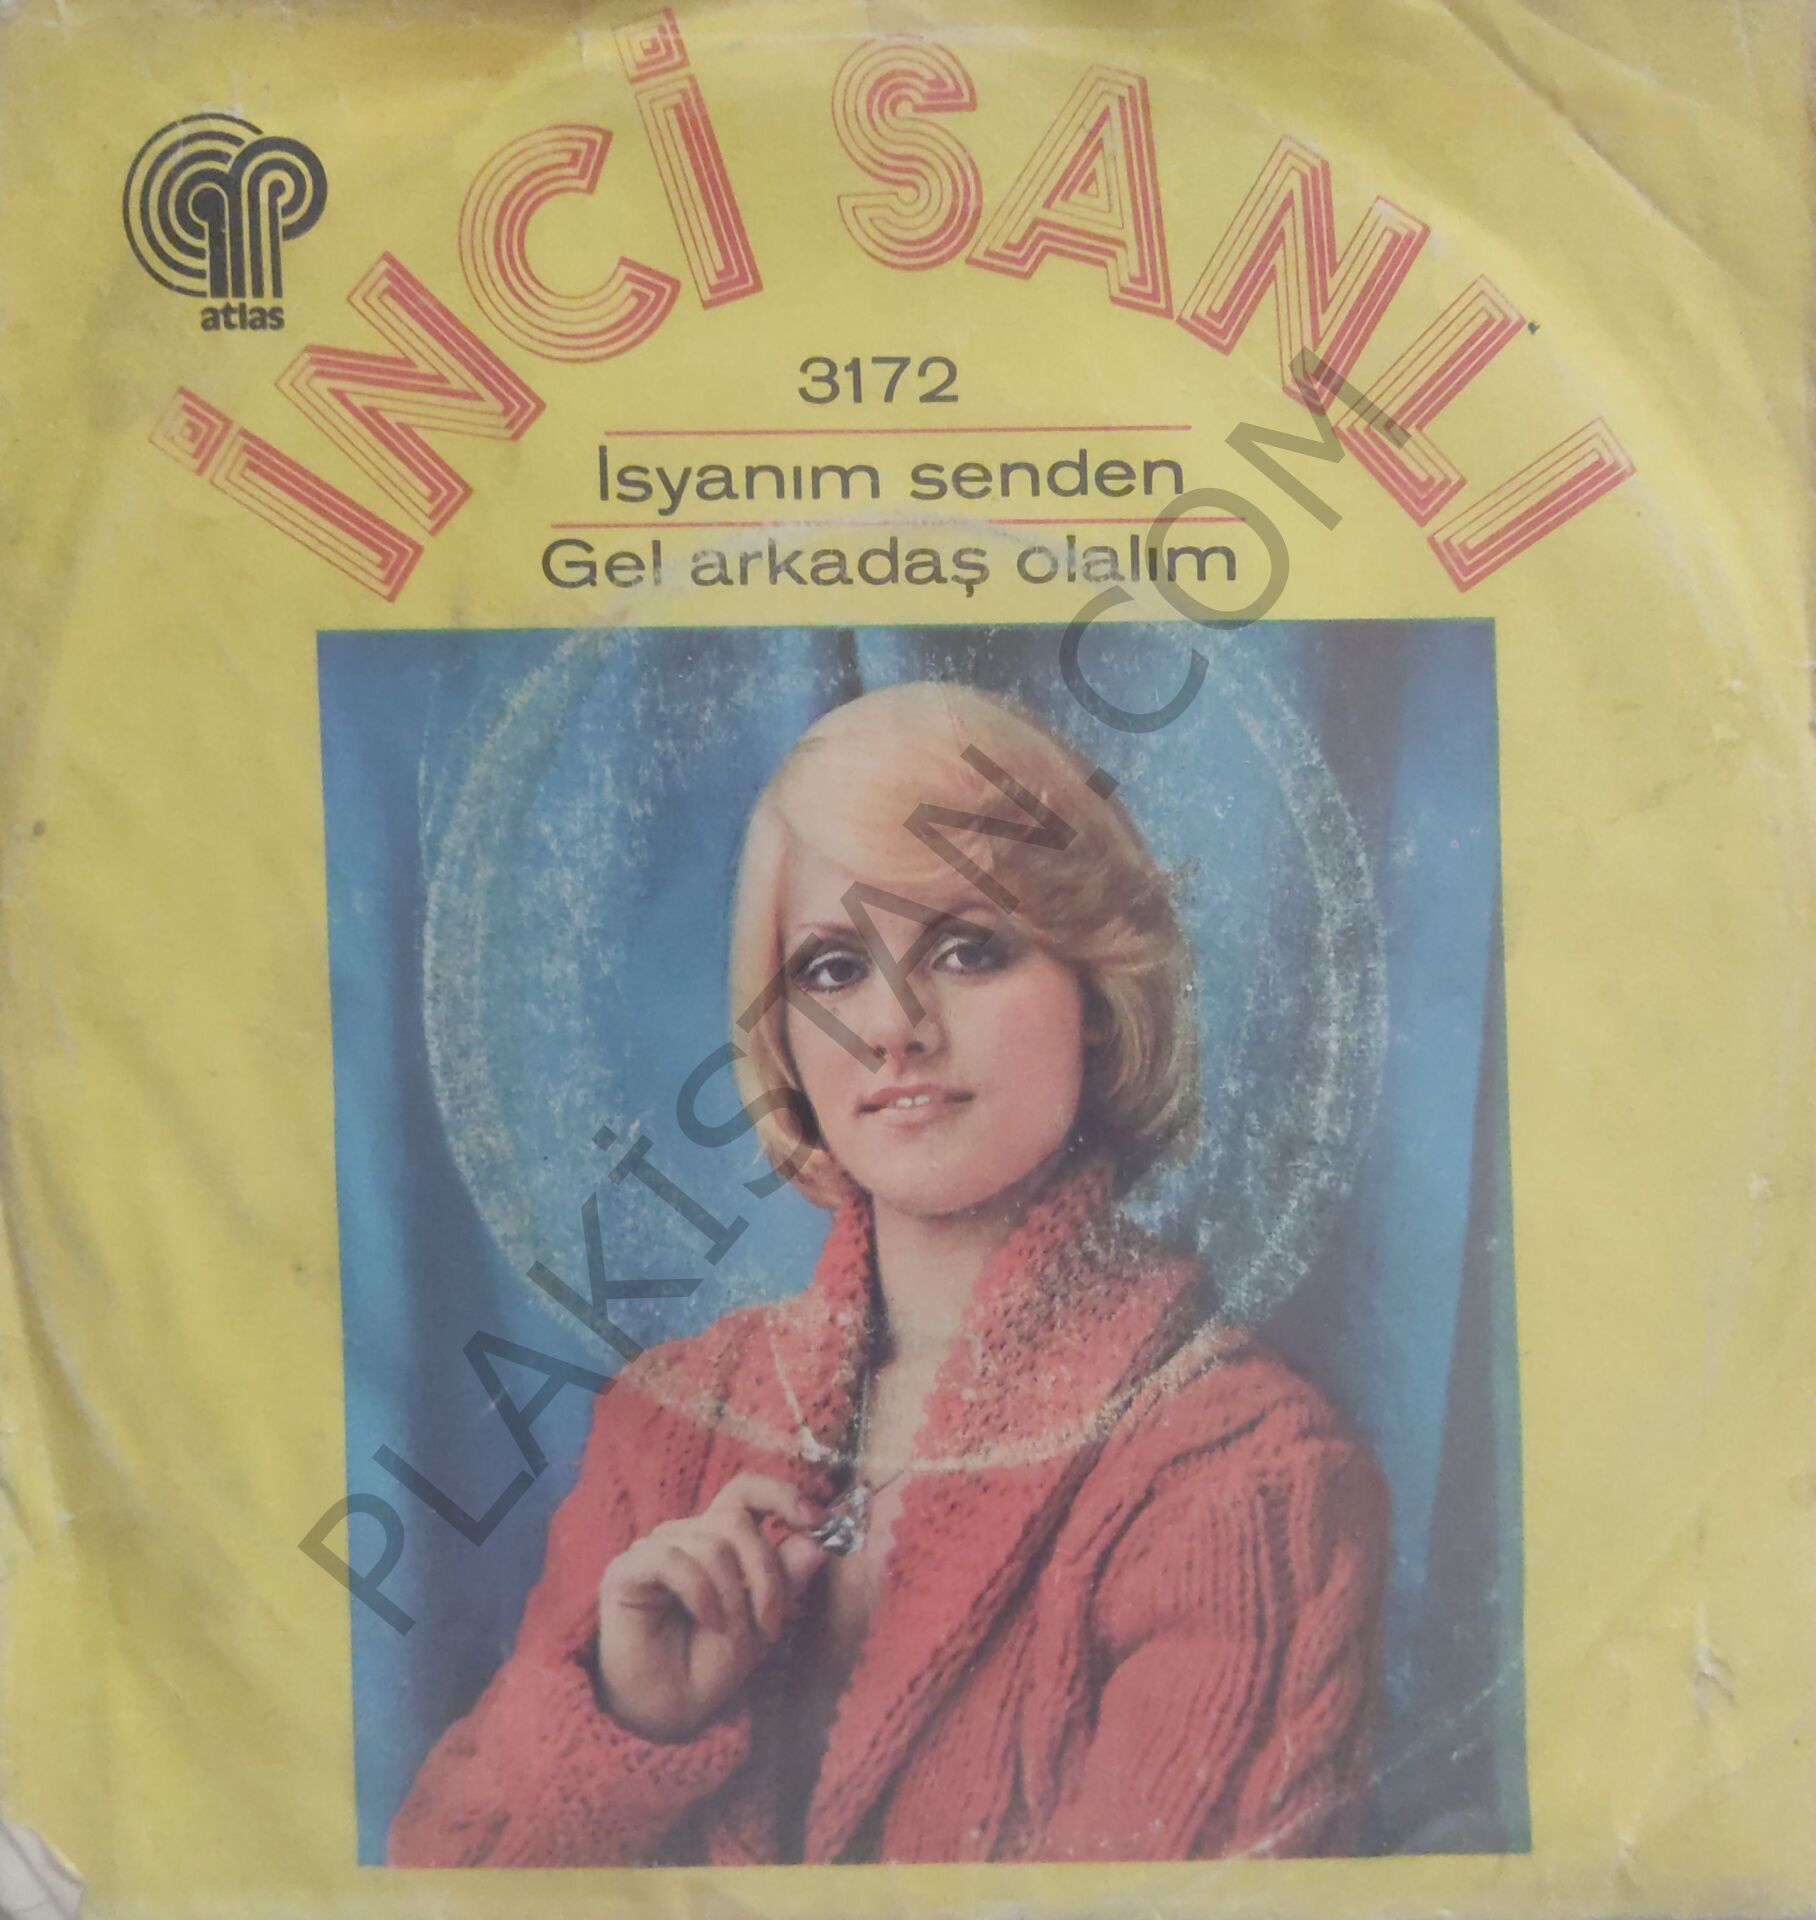 İNCİ SANLI
atlas
3172
İsyanım senden
Gel arkadaş olalım
PLAKİSTAN.COM